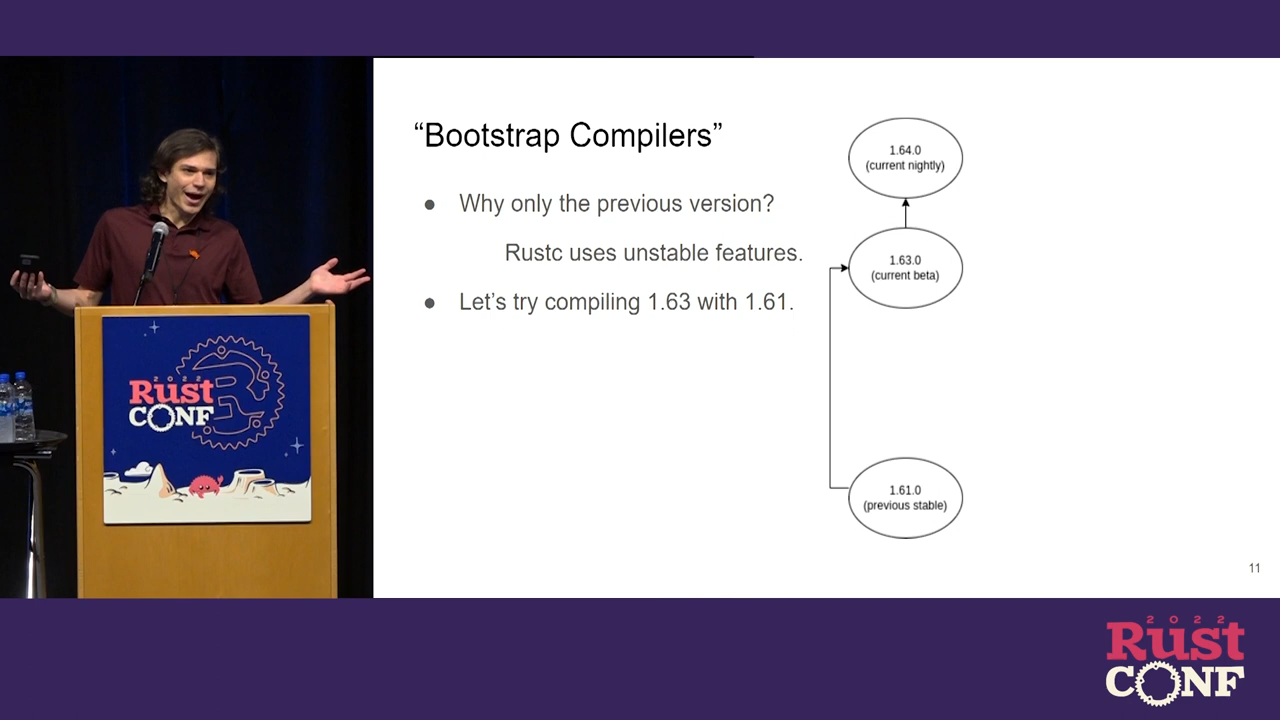 “Bootstrap Compilers”
● Why only the previous version?
Rustc uses unstable features.
● Let’s try compiling 1.63 with 1.61.
1.64.0
(current nightly)
1.63.0
(current beta)
1.61.0
(previous stable)
11
2022
Rust
CONF
2022
Rust
CONF